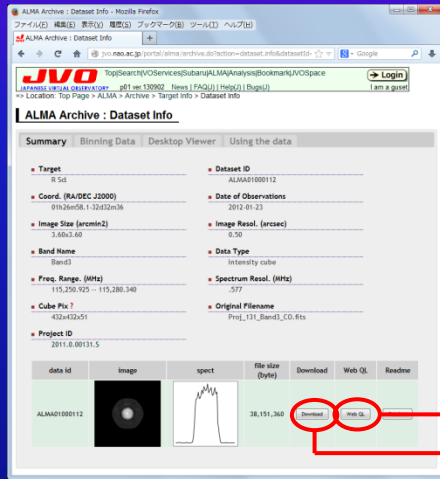 ALMA Archive : Dataset Info - Mozilla Firefox
ファイル(F) 編集(E) 表示(V) 履歴(S) ブックマーク(B) ツール(T) ヘルプ(H)
ALMA Archive : Dataset Info
jvo.nao.ac.jp/portal/alma/archive.do?action=dataset.info&datasetId=
Google
JVO
JAPANESE VIRTUAL OBSERVATORY
Top|Search|VOServices|Subaru|ALMA|Analysis|Bookmark|JVOSpace
Login
p01 ver.130902 News | FAQ(J) | Help(J) | Bugs(J)
I am a guset
=> Location: Top Page > ALMA > Archive > Target Info > Dataset Info
ALMA Archive : Dataset Info
Summary Binning Data Desktop Viewer Using the data
Target
R Scl
Dataset ID
ALMA01000112
Coord. (RA/DEC J2000)
01h26m58.1-32d32m36
Date of Observations
2012-01-23
Image Size (arcmin2)
3.60x3.60
Image Resol. (arcsec)
0.50
Band Name
Band3
Data Type
intensity cube
Freq. Range. (MHz)
115,250.925 -- 115,280.340
Spectrum Resol. (MHz)
.577
Cube Pix ?
432x432x51
Original Filename
Proj_131_Band3_CO.fits
Project ID
2011.0.00131.S
data id image spect file size (byte) Download Web QL Readme
ALMA01000112 38,151,360 Download Web QL